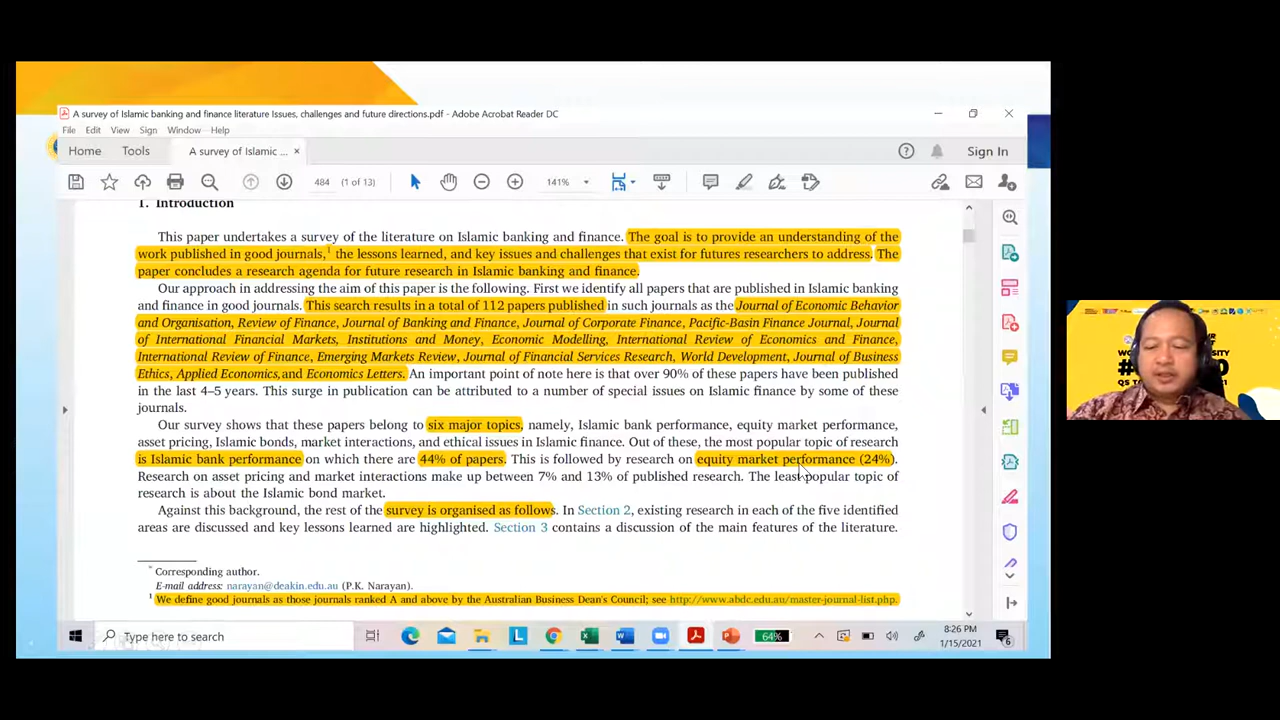 A survey of Islamic banking and finance literature Issues, challenges and future directions.pdf - Adobe Acrobat Reader DC
File Edit View Sign Window Help
Home Tools A survey of Islamic ... × Sign In
484 (1 of 13) 141%
1. Introduction
This paper undertakes a survey of the literature on Islamic banking and finance. The goal is to provide an understanding of the
work published in good journals,1 the lessons learned, and key issues and challenges that exist for futures researchers to address. The
paper concludes a research agenda for future research in Islamic banking and finance.
Our approach in addressing the aim of this paper is the following. First we identify all papers that are published in Islamic banking
and finance in good journals. This search results in a total of 112 papers published in such journals as the Journal of Economic Behavior
and Organisation, Review of Finance, Journal of Banking and Finance, Journal of Corporate Finance, Pacific-Basin Finance Journal, Journal
of International Financial Markets, Institutions and Money, Economic Modelling, International Review of Economics and Finance,
International Review of Finance, Emerging Markets Review, Journal of Financial Services Research, World Development, Journal of Business
Ethics, Applied Economics, and Economics Letters. An important point of note here is that over 90% of these papers have been published
in the last 4–5 years. This surge in publication can be attributed to a number of special issues on Islamic finance by some of these
journals.
Our survey shows that these papers belong to six major topics, namely, Islamic bank performance, equity market performance,
asset pricing, Islamic bonds, market interactions, and ethical issues in Islamic finance. Out of these, the most popular topic of research
is Islamic bank performance on which there are 44% of papers. This is followed by research on equity market performance (24%).
Research on asset pricing and market interactions make up between 7% and 13% of published research. The least popular topic of
research is about the Islamic bond market.
Against this background, the rest of the survey is organised as follows. In Section 2, existing research in each of the five identified
areas are discussed and key lessons learned are highlighted. Section 3 contains a discussion of the main features of the literature.
* Corresponding author.
E-mail address: narayan@deakin.edu.au (P.K. Narayan).
1 We define good journals as those journals ranked A and above by the Australian Business Dean's Council; see http://www.abdc.edu.au/master-journal-list.php.
Type here to search
64%
8:26 PM
1/15/2021
6